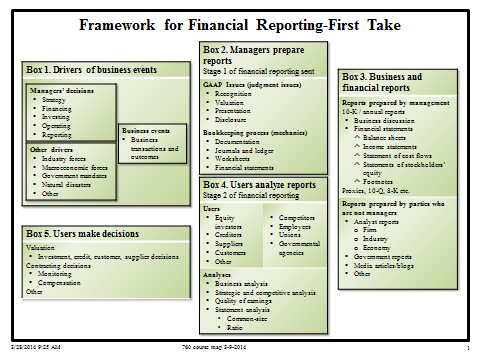 Framework for Financial Reporting-First Take
Box 1. Drivers of business events
Managers' decisions
• Strategy
• Financing
• Investing
• Operating
• Reporting
Other drivers
• Industry forces
• Macroeconomic forces
• Government mandates
• Natural disasters
• Other
Business events
• Business
transactions and
outcomes
Box 5. Users make decisions
Valuation
• Investment, credit, customer, supplier decisions
Contracting decisions
• Monitoring
• Compensation
Other
Box 2. Managers prepare
reports
Stage 1 of financial reporting sent
GAAP Issues (judgment issues)
• Recognition
• Valuation
• Presentation
• Disclosure
Bookkeeping process (mechanics)
• Documentation
• Journals and ledger
• Worksheets
• Financial statements
Box 4. Users analyze reports
Stage 2 of financial reporting
Users
• Equity
investors
• Creditors
• Suppliers
• Customers
• Other
• Competitors
• Employees
• Unions
• Governmental
agencies
Analyses
• Business analysis
• Strategic and competitive analysis
• Quality of earnings
• Statement analysis
• Common-size
• Ratio
Box 3. Business and
financial reports
Reports prepared by management
10-K / annual reports
• Business discussion
• Financial statements
^ Balance sheets
^ Income statements
^ Statement of cost flows
^ Statements of stockholders'
equity
^ Footnotes
Proxies, 10-Q, 8-K etc.
Reports prepared by parties who
are not managers
• Analyst reports
o Firm
o Industry
o Economy
• Government reports
• Media articles/blogs
• Other
3/28/2016 9:25 AM
760 course map 3-9-2016
1